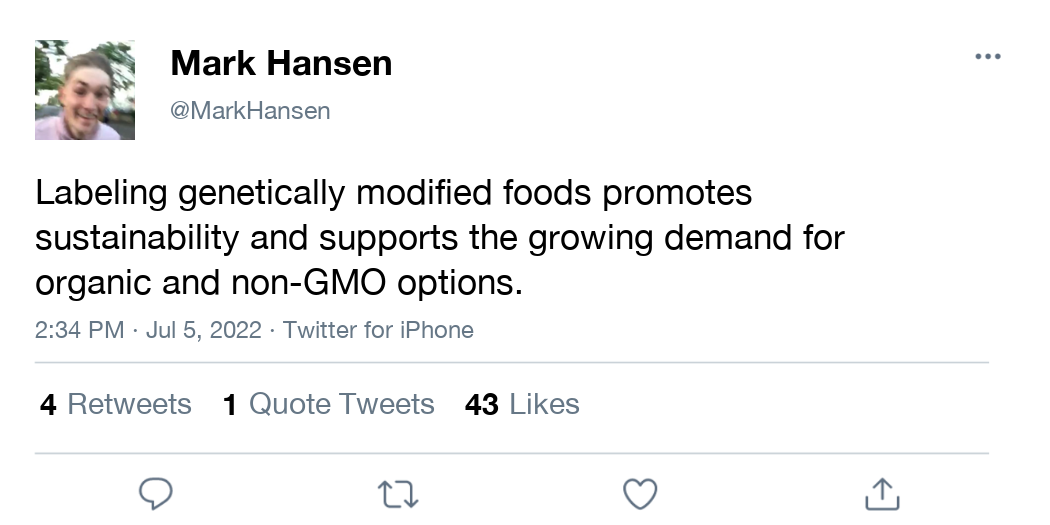 Mark Hansen
@MarkHansen
Labeling genetically modified foods promotes
sustainability and supports the growing demand for
organic and non-GMO options.
2:34 PM · Jul 5, 2022 · Twitter for iPhone
4 Retweets 1 Quote Tweets 43 Likes